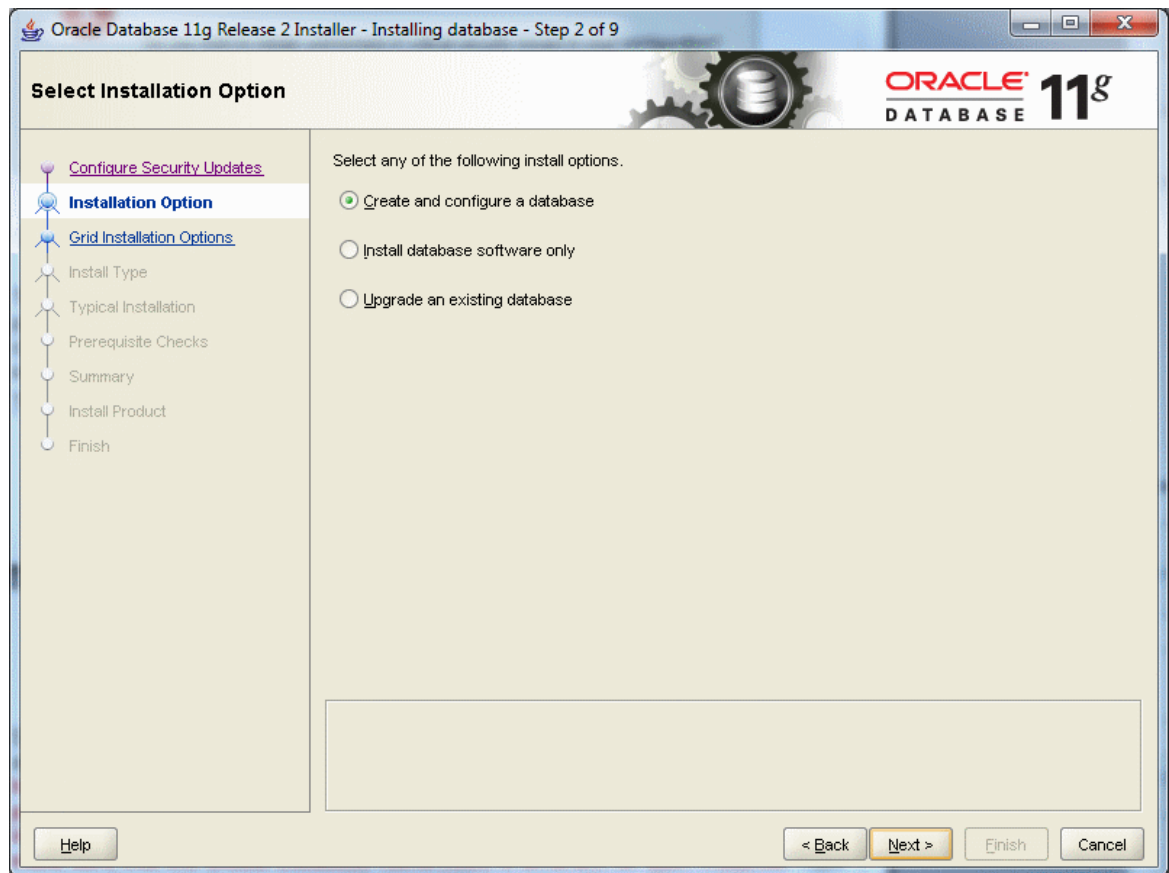 Oracle Database 11g Release 2 Installer - Installing database - Step 2 of 9
Select Installation Option
ORACLE
DATABASE
11g
Configure Security Updates
Installation Option
Grid Installation Options
Install Type
Typical Installation
Prerequisite Checks
Summary
Install Product
Finish
Select any of the following install options.
Create and configure a database
Install database software only
Upgrade an existing database
Help
< Back
Next >
Finish
Cancel